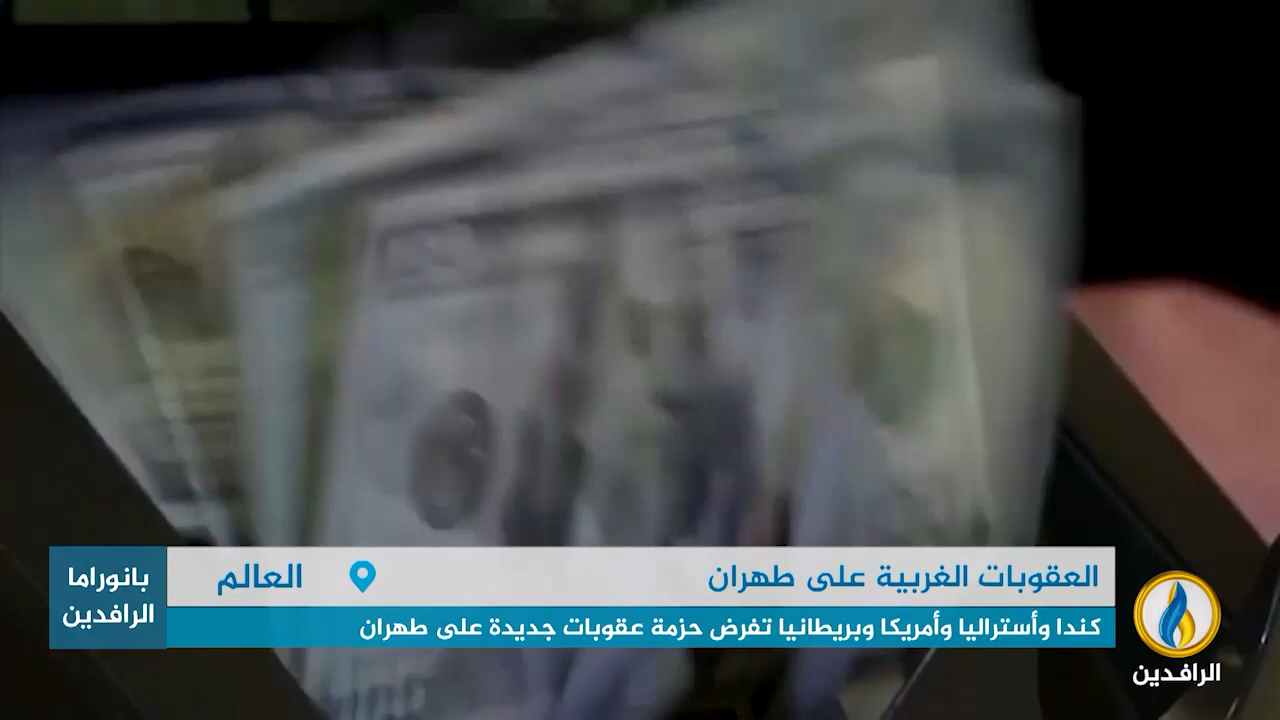 العقوبات الغربية على طهران
العالم
كندا وأستراليا وأمريكا وبريطانيا تفرض حزمة عقوبات جديدة على طهران
بانوراما
الرافدين
الرافدين